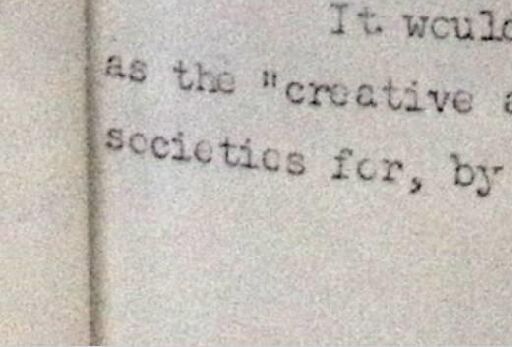 It would
as the "creative a
societies for, by